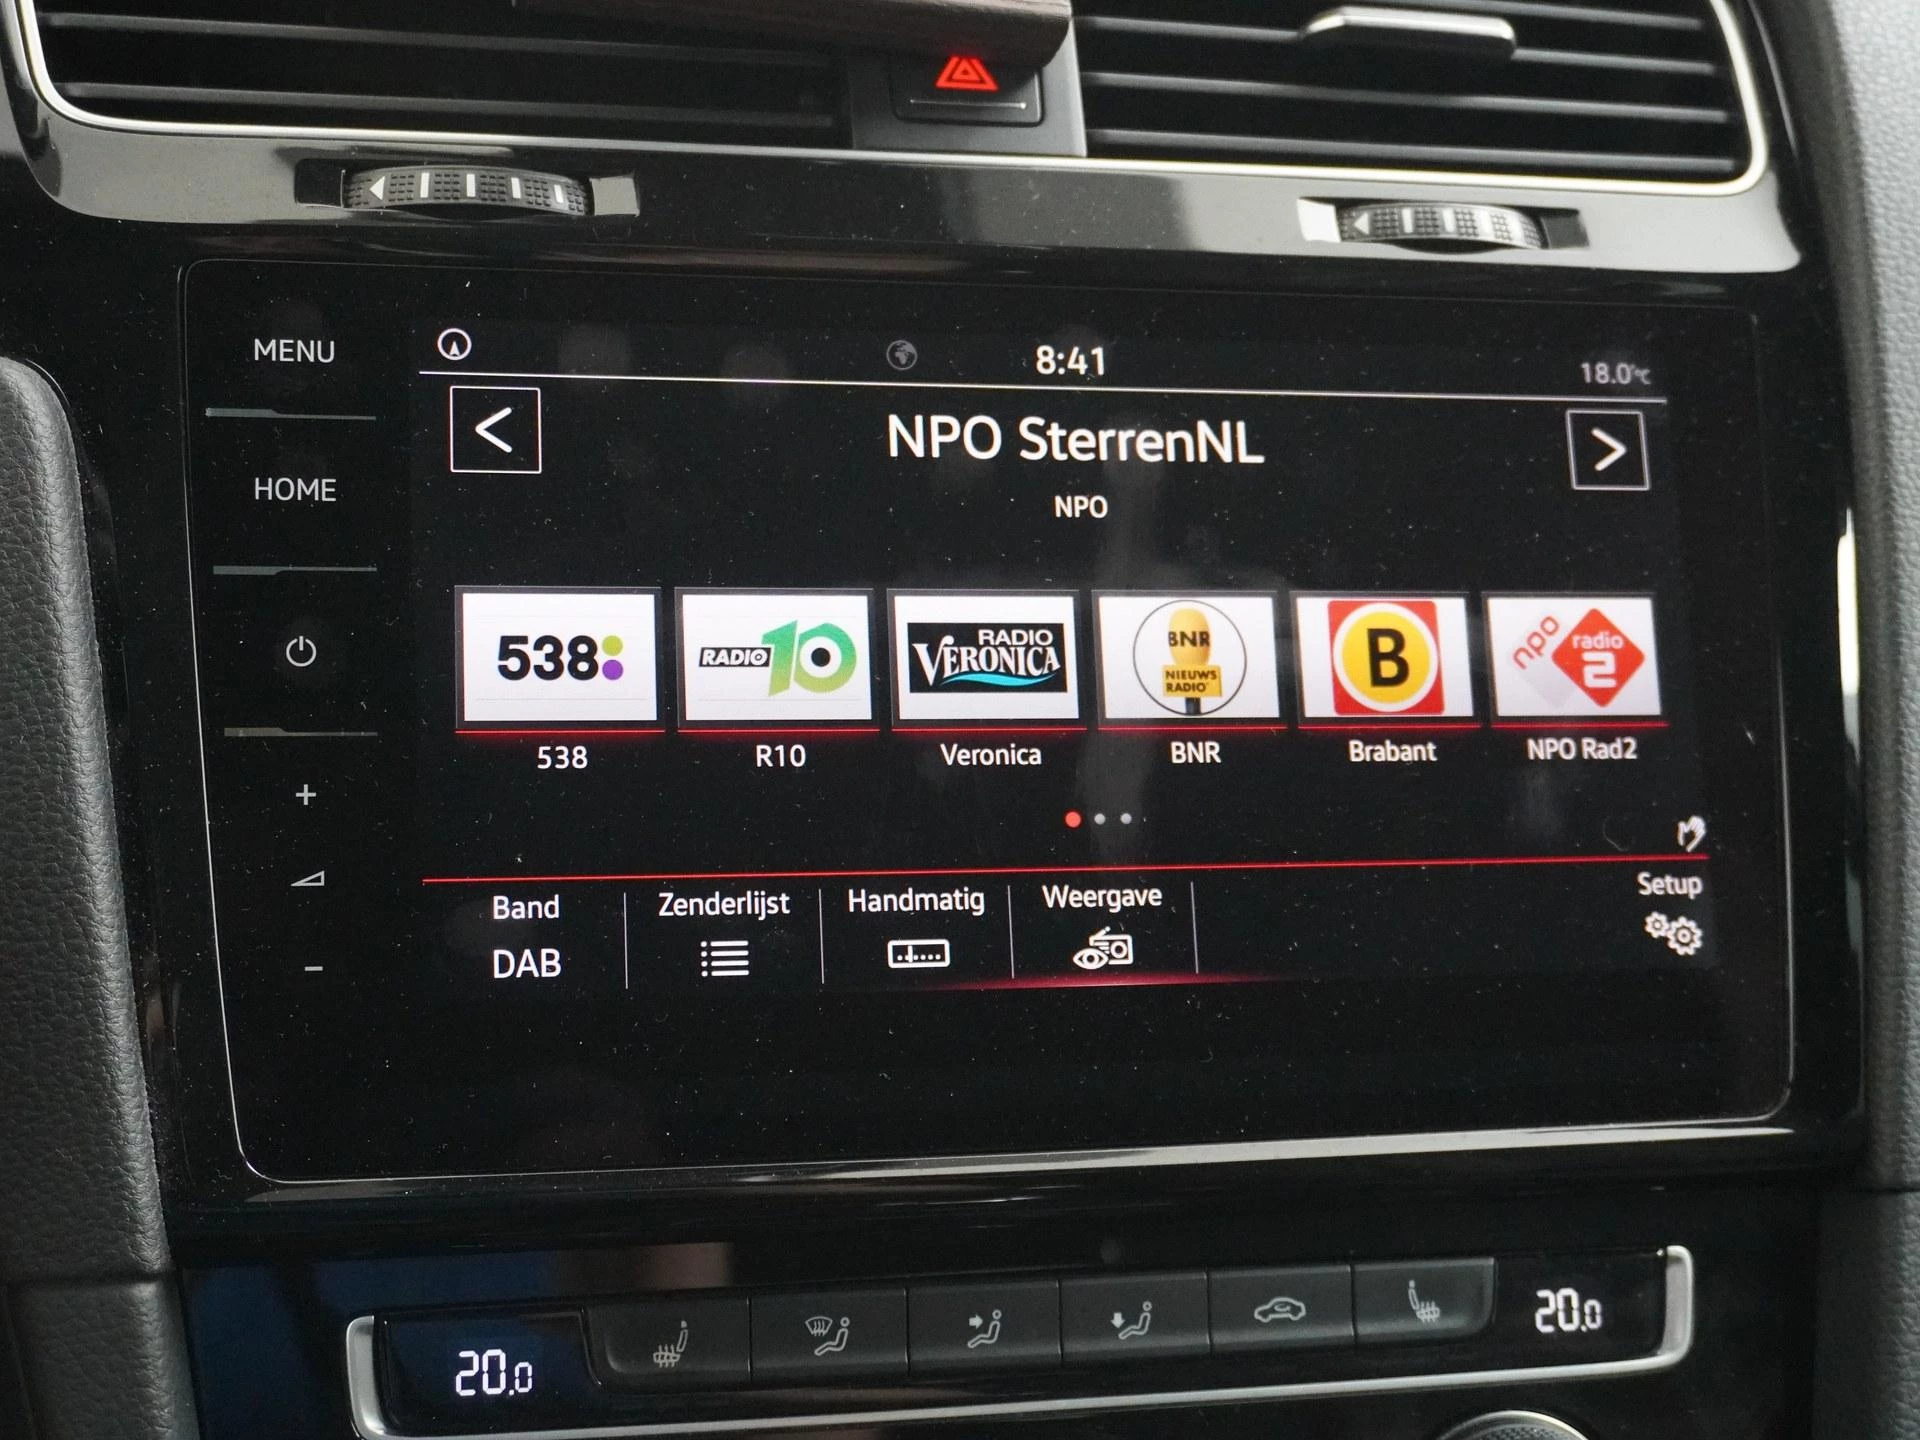 MENU
HOME
8:41
18.0°C
<
NPO SterrenNL
>
NPO
538
RADIO 10
RADIO
VERONICA
BNR
NIEUWS
RADIO
B
npo
radio
2
538
R10
Veronica
BNR
Brabant
NPO Rad2
+
-
Band
DAB
Zenderlijst
Handmatig
Weergave
Setup
20.0
20.0